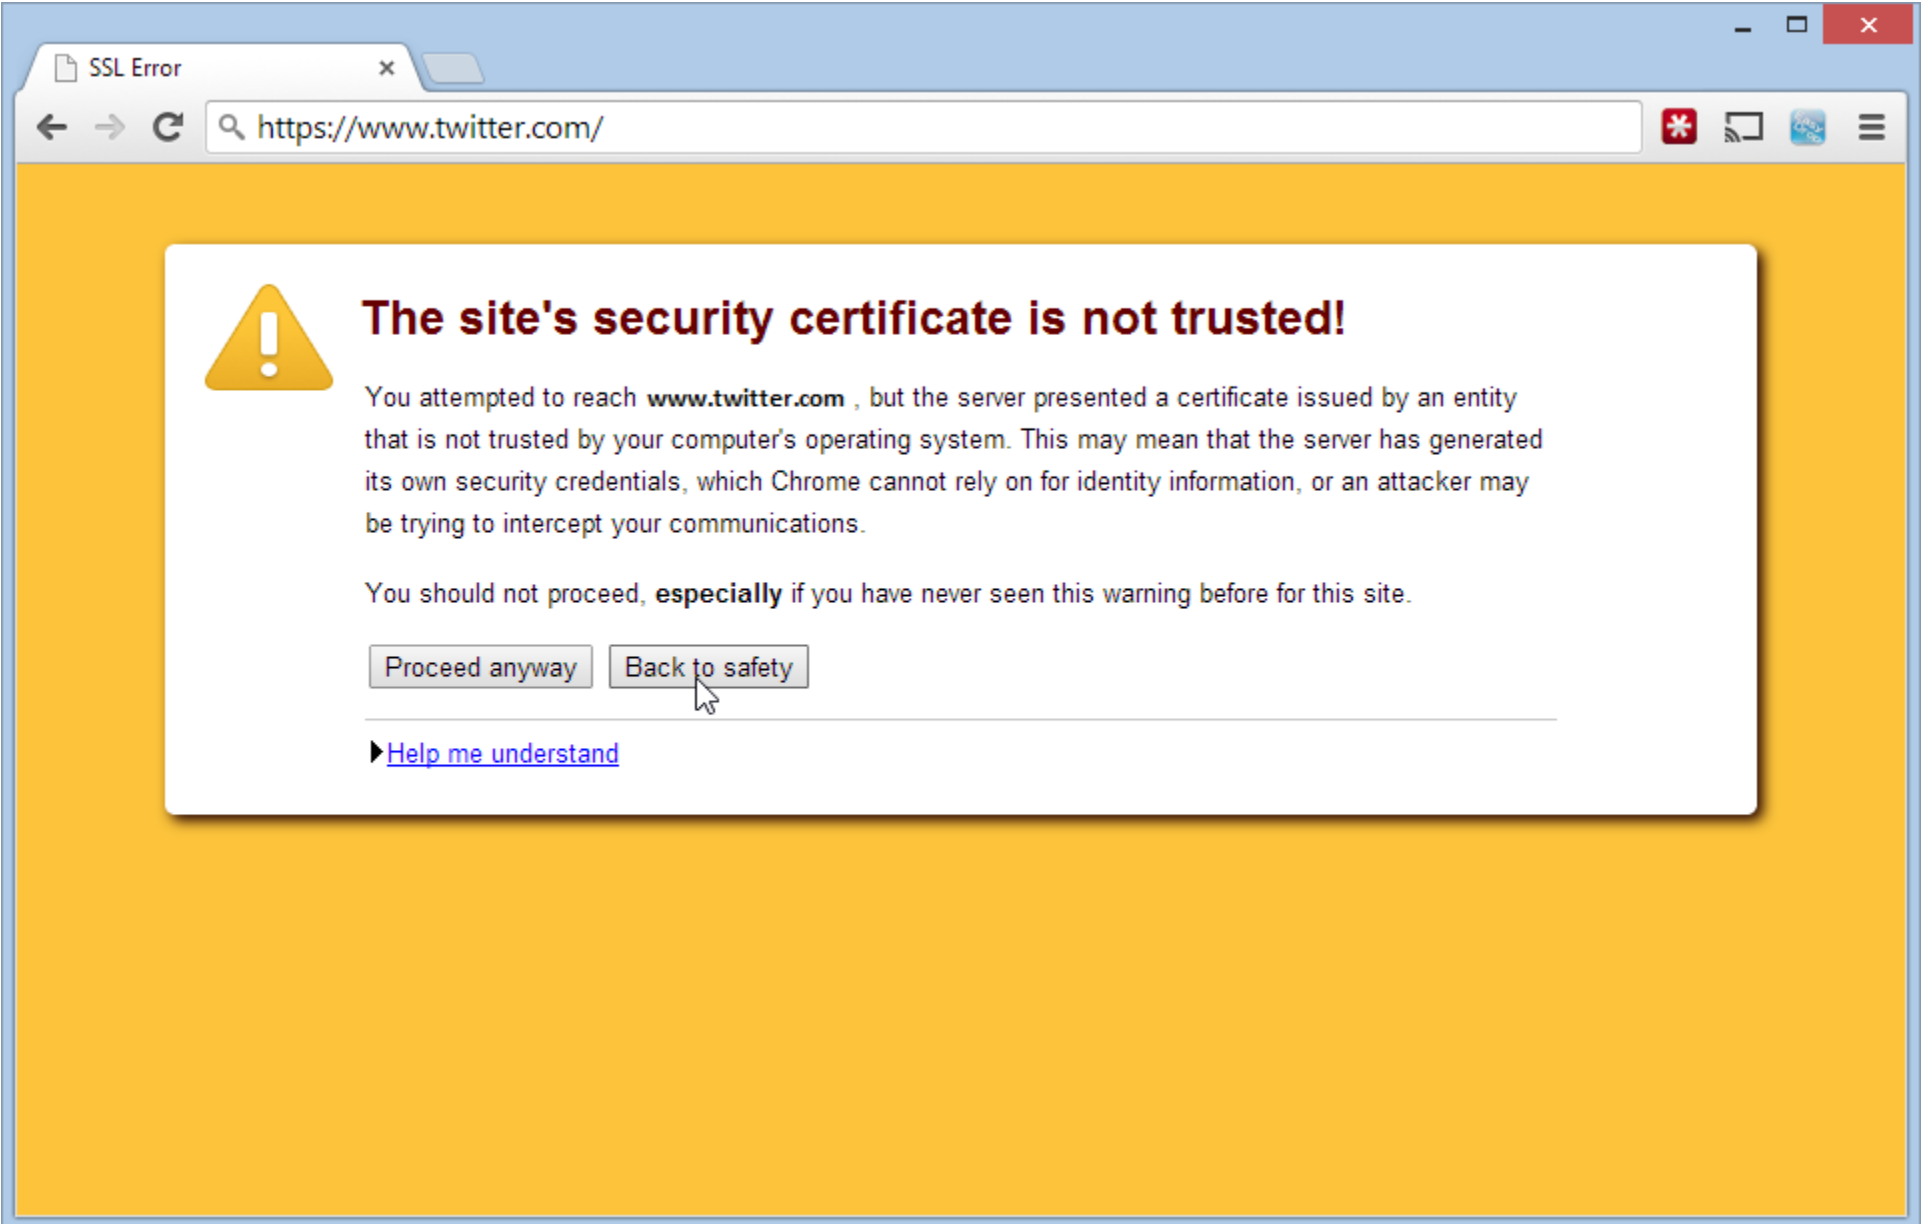 SSL Error
https://www.twitter.com/
The site's security certificate is not trusted!
You attempted to reach www.twitter.com , but the server presented a certificate issued by an entity
that is not trusted by your computer's operating system. This may mean that the server has generated
its own security credentials, which Chrome cannot rely on for identity information, or an attacker may
be trying to intercept your communications.
You should not proceed, especially if you have never seen this warning before for this site.
Proceed anyway Back to safety
Help me understand